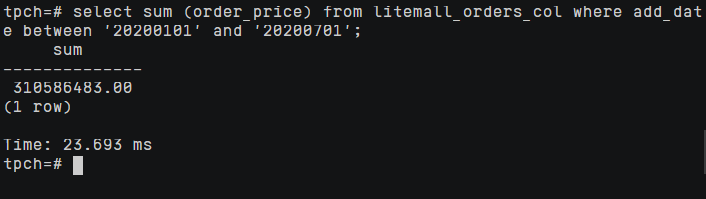 tpch=# select sum (order_price) from litemall_orders_col where add_dat
e between '20200101' and '20200701';
     sum
--------------
 310586483.00
(1 row)

Time: 23.693 ms
tpch=#